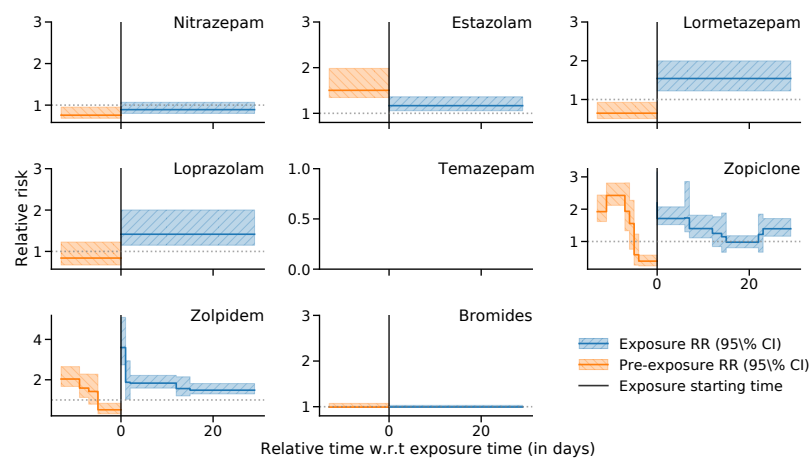 Nitrazepam
3
2
1
Estazolam
3
2
1
Lormetazepam
3
2
1
Relative risk
Loprazolam
3
2
1
Temazepam
1.0
0.5
0.0
Zopiclone
3
2
1
0 20
Zolpidem
4
2
0 20
Bromides
3
2
1
0 20
Exposure RR (95\% CI)
Pre-exposure RR (95\% CI)
Exposure starting time
Relative time w.r.t exposure time (in days)